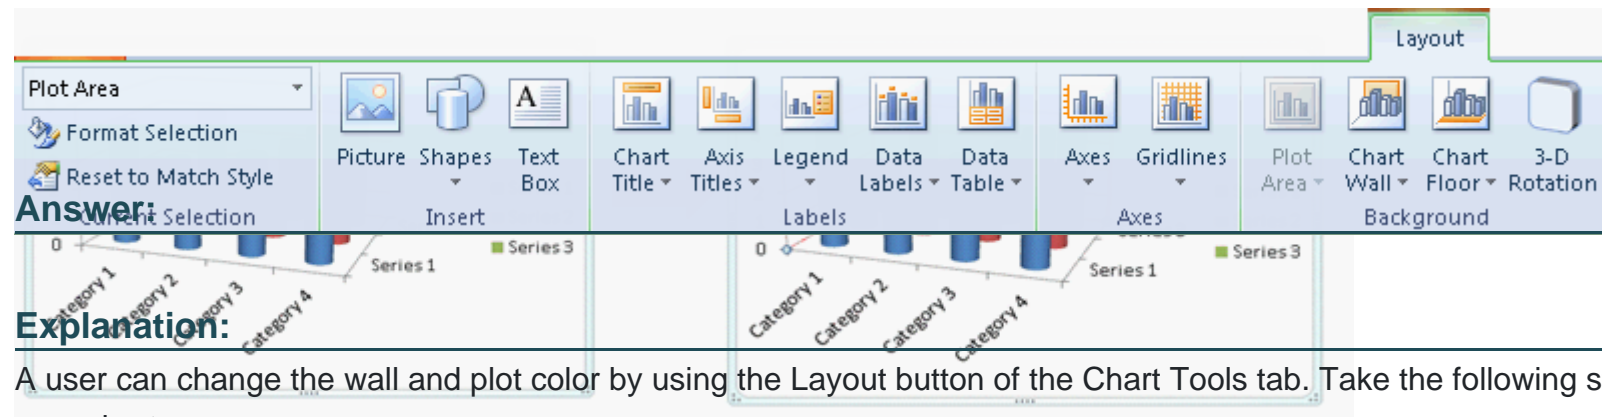 Layout
Plot Area
Format Selection
Reset to Match Style
Current Selection
Picture Shapes Text Box
Insert
Chart Title Axis Titles Legend Data Labels Data Table
Labels
Axes Gridlines
Axes
Plot Area Chart Wall Chart Floor 3-D Rotation
Background
Answer:
0
Category 1 Category 2 Category 3 Category 4
Series 1
Series 3
0
Category 1 Category 2 Category 3 Category 4
Series 1
Series 3
Explanation:
A user can change the wall and plot color by using the Layout button of the Chart Tools tab. Take the following s